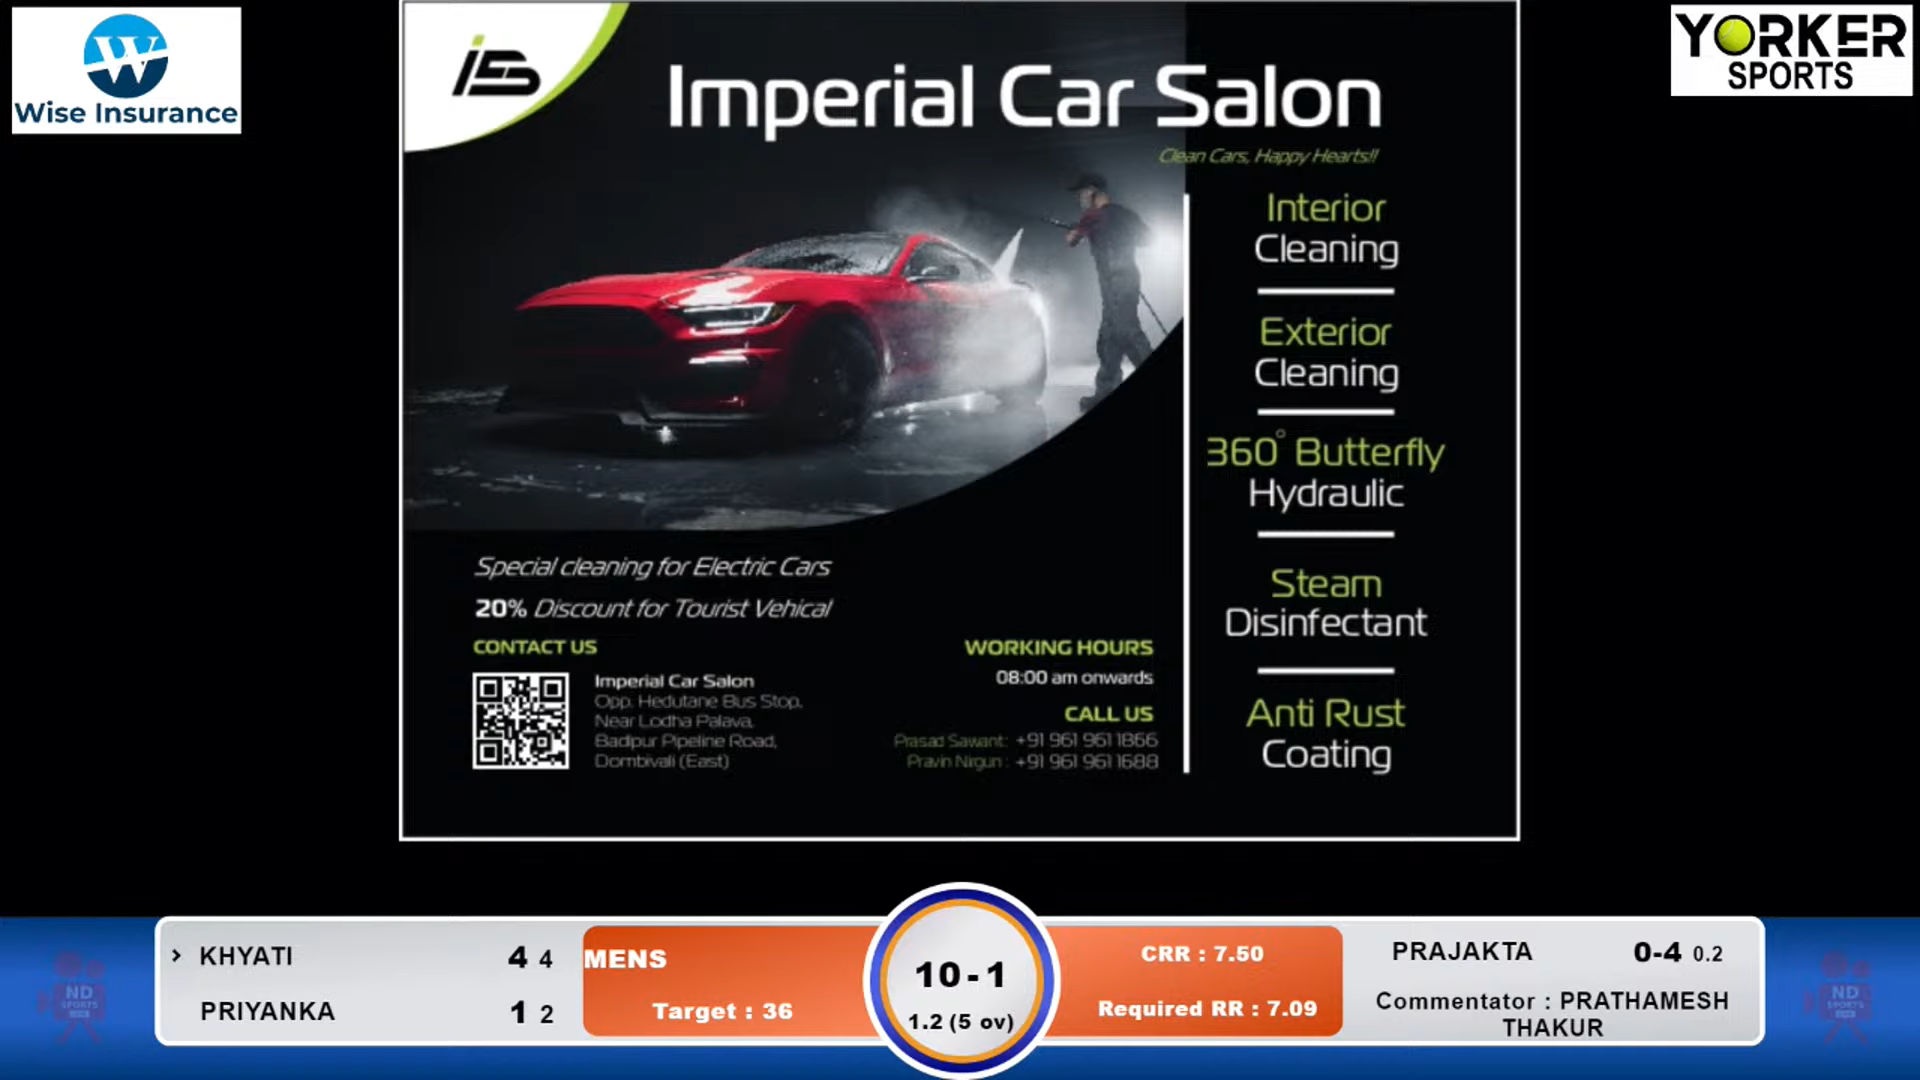 Wise Insurance
YORKER
SPORTS
Imperial Car Salon
Clean Cars, Happy Hearts!!
Interior
Cleaning
Exterior
Cleaning
360° Butterfly
Hydraulic
Steam
Disinfectant
Anti Rust
Coating
Special cleaning for Electric Cars
20% Discount for Tourist Vehical
CONTACT US
Imperial Car Salon
Opp. Hedutane Bus Stop,
Near Lodha Palava,
Badlpur Pipeline Road,
Dombivali (East)
WORKING HOURS
08:00 am onwards
CALL US
Prasad Sawant: +91 961 961 1866
Pravin Nirgun : +91 961 961 1688
> KHYATI 4 4
PRIYANKA 1 2
MENS
Target : 36
10 - 1
1.2 (5 ov)
CRR : 7.50
Required RR : 7.09
PRAJAKTA 0-4 0.2
Commentator : PRATHAMESH
THAKUR
ND
SPORTS
ND
SPORTS